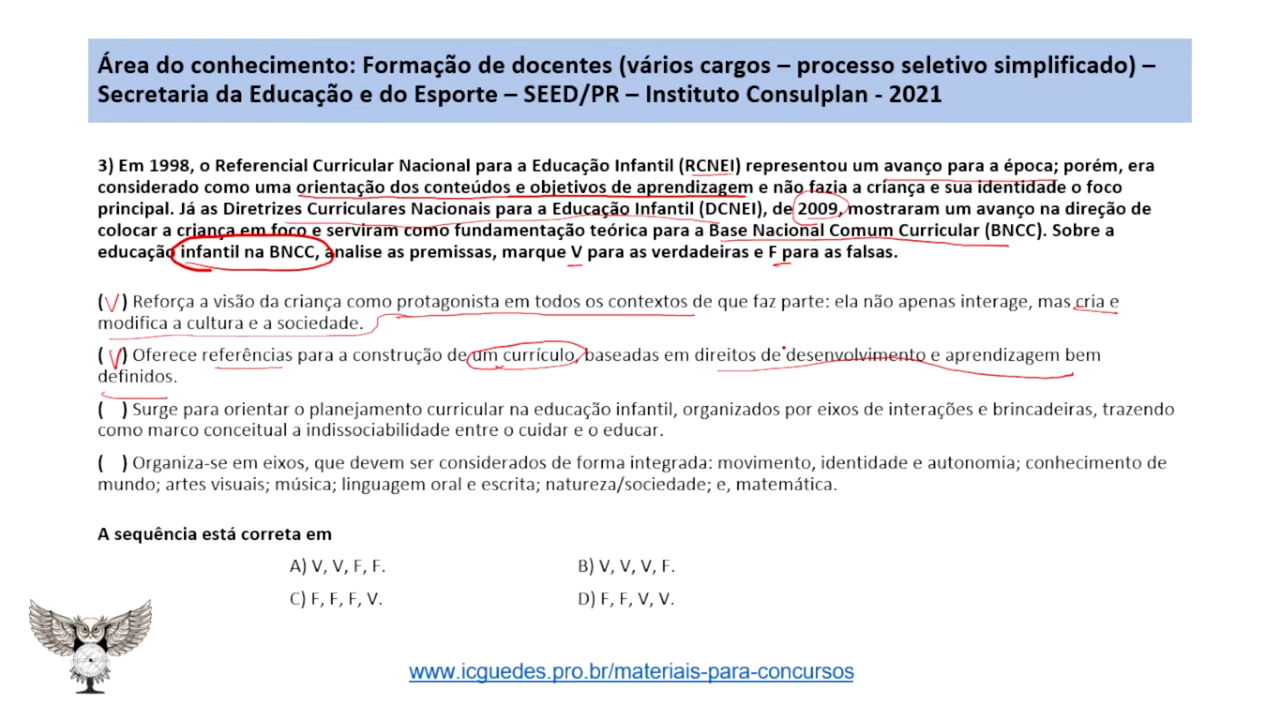 Área do conhecimento: Formação de docentes (vários cargos – processo seletivo simplificado) –
Secretaria da Educação e do Esporte – SEED/PR – Instituto Consulplan - 2021
3) Em 1998, o Referencial Curricular Nacional para a Educação Infantil (RCNEI) representou um avanço para a época; porém, era
considerado como uma orientação dos conteúdos e objetivos de aprendizagem e não fazia a criança e sua identidade o foco
principal. Já as Diretrizes Curriculares Nacionais para a Educação Infantil (DCNEI), de 2009, mostraram um avanço na direção de
colocar a criança em foco e serviram como fundamentação teórica para a Base Nacional Comum Curricular (BNCC). Sobre a
educação infantil na BNCC, analise as premissas, marque V para as verdadeiras e F para as falsas.
(V) Reforça a visão da criança como protagonista em todos os contextos de que faz parte: ela não apenas interage, mas cria e
modifica a cultura e a sociedade.
(V) Oferece referências para a construção de um currículo, baseadas em direitos de desenvolvimento e aprendizagem bem
definidos.
( ) Surge para orientar o planejamento curricular na educação infantil, organizados por eixos de interações e brincadeiras, trazendo
como marco conceitual a indissociabilidade entre o cuidar e o educar.
( ) Organiza-se em eixos, que devem ser considerados de forma integrada: movimento, identidade e autonomia; conhecimento de
mundo; artes visuais; música; linguagem oral e escrita; natureza/sociedade; e, matemática.
A sequência está correta em
A) V, V, F, F. B) V, V, V, F.
C) F, F, F, V. D) F, F, V, V.
www.icguedes.pro.br/materiais-para-concursos